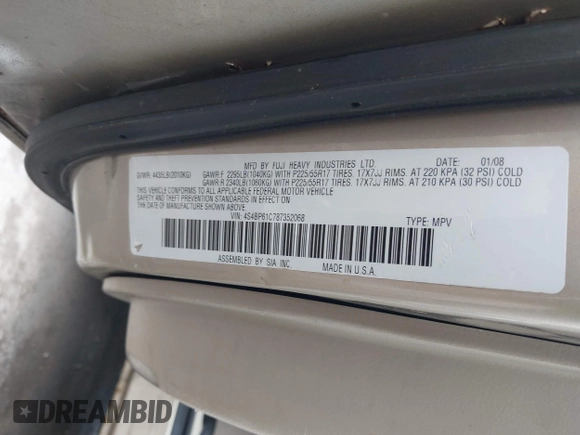 MFD BY FUJI HEAVY INDUSTRIES LTD. DATE: 01/08
GVWR: 4435LB(2010KG) GAWR:F 2295LB(1040KG) WITH P225/55R17 TIRES. 17X7JJ RIMS. AT 220 KPA (32 PSI) COLD
GAWR:R 2340LB(1060KG) WITH P225/55R17 TIRES. 17X7JJ RIMS. AT 210 KPA (30 PSI) COLD
THIS VEHICLE CONFORMS TO ALL APPLICABLE FEDERAL MOTOR VEHICLE
SAFETY AND THEFT PREVENTION STANDARDS IN EFFECT ON
THE DATE OF MANUFACTURE SHOWN ABOVE.
VIN: 4S4BP61C787352068 TYPE: MPV
ASSEMBLED BY SIA INC. MADE IN U.S.A.
DREAMBID